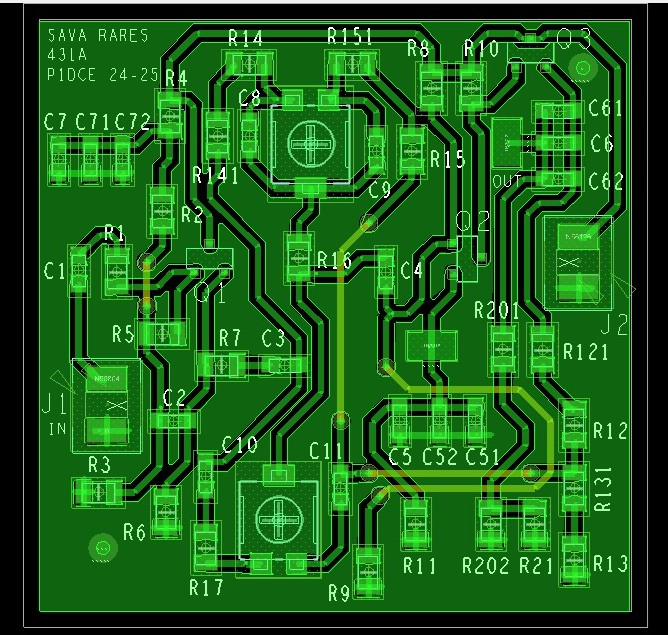 SAVA RARES
431A
P1DCE 24-25
R14
R151
R8
R10
Q3
R4
C8
C61
C7
C71
C72
C6
R15
R141
C9
OUT
C62
R2
Q2
R1
R16
C1
C4
Q1
R201
J2
R5
R7
C3
R121
J1
IN
C2
R12
C10
C11
C5
C52
C51
R3
R131
R6
R17
R9
R11
R202
R21
R13